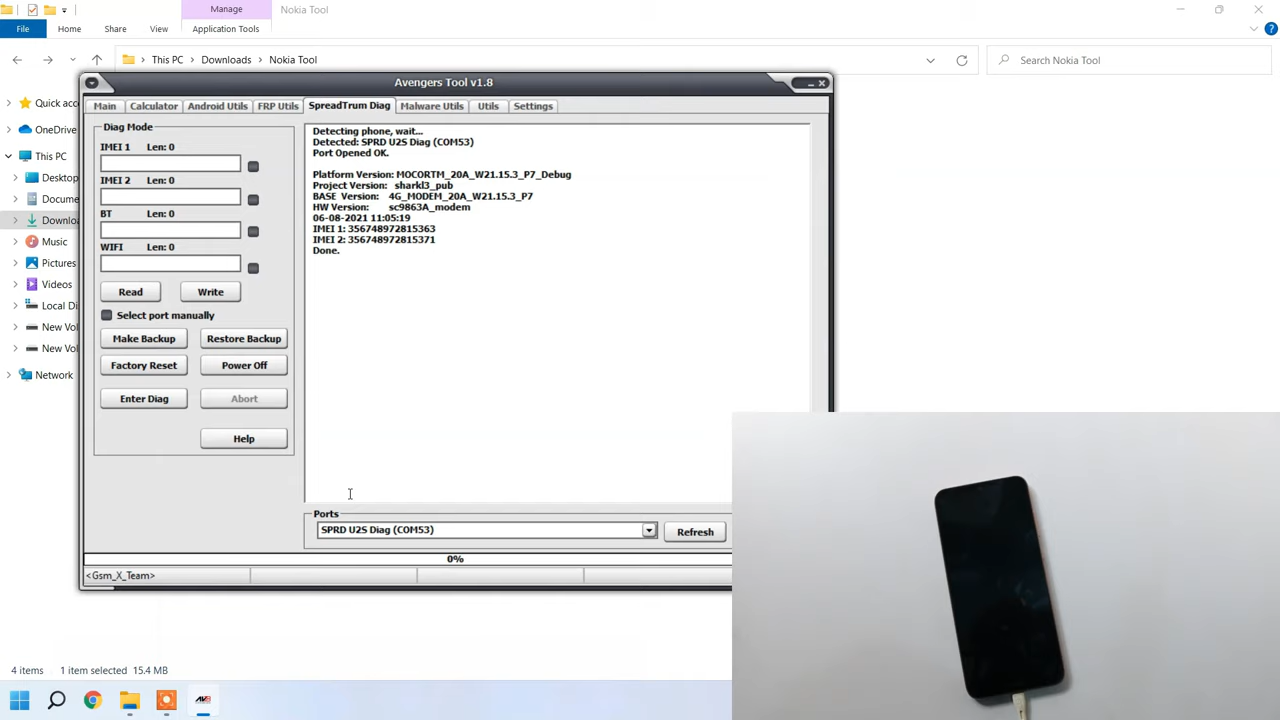 Manage
Nokia Tool
File
Home
Share
View
Application Tools
This PC
Downloads
Nokia Tool
Search Nokia Tool
Avengers Tool v1.8
Main
Calculator
Android Utils
FRP Utils
SpreadTrum Diag
Malware Utils
Utils
Settings
Quick acc
OneDrive
This PC
Desktop
Docume
Downloa
Music
Pictures
Videos
Local Di
New Vol
New Vol
Network
Diag Mode
IMEI 1 Len: 0
IMEI 2 Len: 0
BT Len: 0
WIFI Len: 0
Read
Write
Select port manually
Make Backup
Restore Backup
Factory Reset
Power Off
Enter Diag
Abort
Help
Detecting phone, wait...
Detected: SPRD U2S Diag (COM53)
Port Opened OK.
Platform Version: MOCORTM_20A_W21.15.3_P7_Debug
Project Version: sharkl3_pub
BASE Version: 4G_MODEM_20A_W21.15.3_P7
HW Version: sc9863A_modem
06-08-2021 11:05:19
IMEI 1: 356748972815363
IMEI 2: 356748972815371
Done.
Ports
SPRD U2S Diag (COM53)
Refresh
0%
<Gsm_X_Team>
4 items
1 item selected 15.4 MB